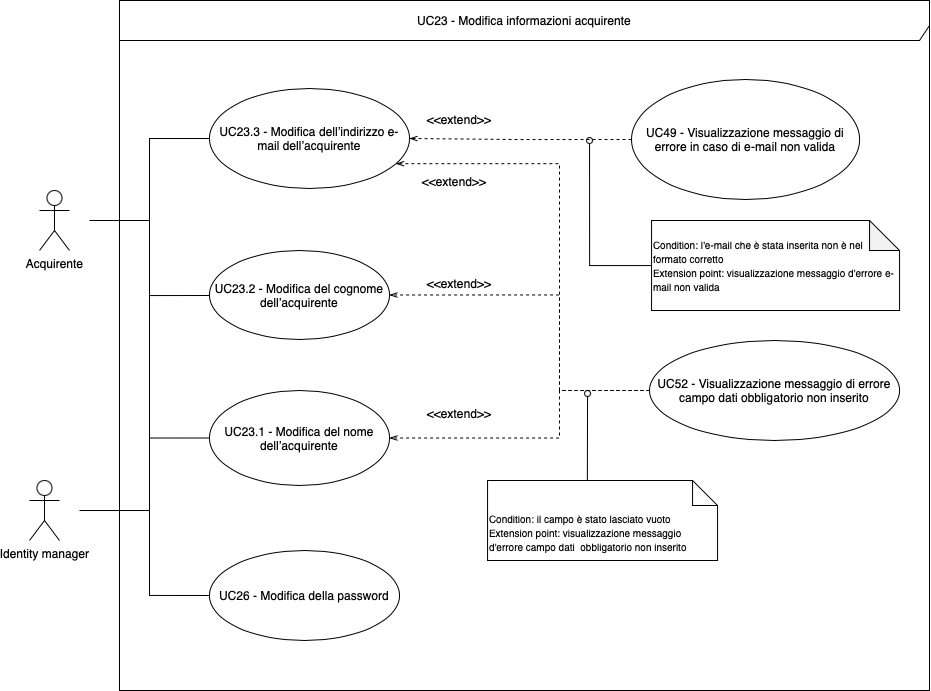 UC23 - Modifica informazioni acquirente
UC23.3 - Modifica dell'indirizzo e-
mail dell'acquirente
<<extend>>
<<extend>>
UC49 - Visualizzazione messaggio di
errore in caso di e-mail non valida
Condition: l'e-mail che è stata inserita non è nel
formato corretto
Extension point: visualizzazione messaggio d'errore e-
mail non valida
Acquirente
UC23.2 - Modifica del cognome
dell'acquirente
<<extend>>
UC52 - Visualizzazione messaggio di errore
campo dati obbligatorio non inserito
UC23.1 - Modifica del nome
dell'acquirente
<<extend>>
Condition: il campo è stato lasciato vuoto
Extension point: visualizzazione messaggio
d'errore campo dati  obbligatorio non inserito
Identity manager
UC26 - Modifica della password